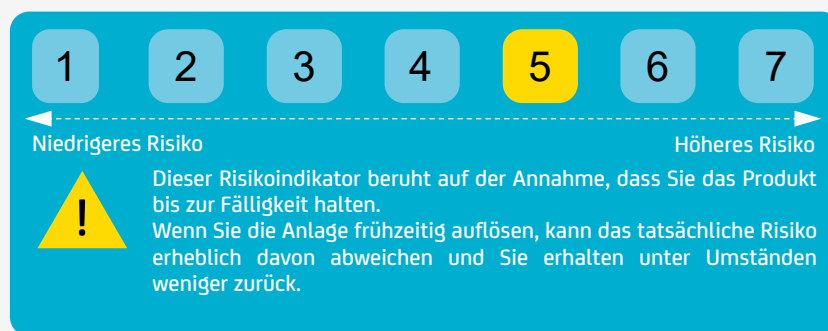 1 2 3 4 5 6 7
Niedrigeres Risiko Höheres Risiko
Dieser Risikoindikator beruht auf der Annahme, dass Sie das Produkt
bis zur Fälligkeit halten.
Wenn Sie die Anlage frühzeitig auflösen, kann das tatsächliche Risiko
erheblich davon abweichen und Sie erhalten unter Umständen
weniger zurück.
!